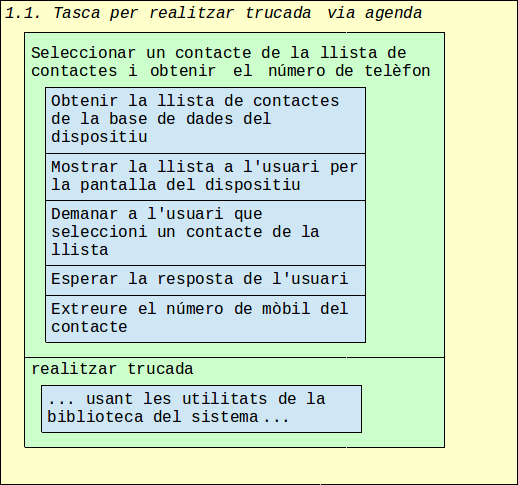 1.1. Tasca per realitzar trucada via agenda
Seleccionar un contacte de la llista de
contactes i obtenir el número de telèfon
Obtenir la llista de contactes
de la base de dades del
dispositiu
Mostrar la llista a l'usuari per
la pantalla del dispositiu
Demanar a l'usuari que
seleccioni un contacte de la
llista
Esperar la resposta de l'usuari
Extreure el número de mòbil del
contacte
realitzar trucada
... usant les utilitats de la
biblioteca del sistema...